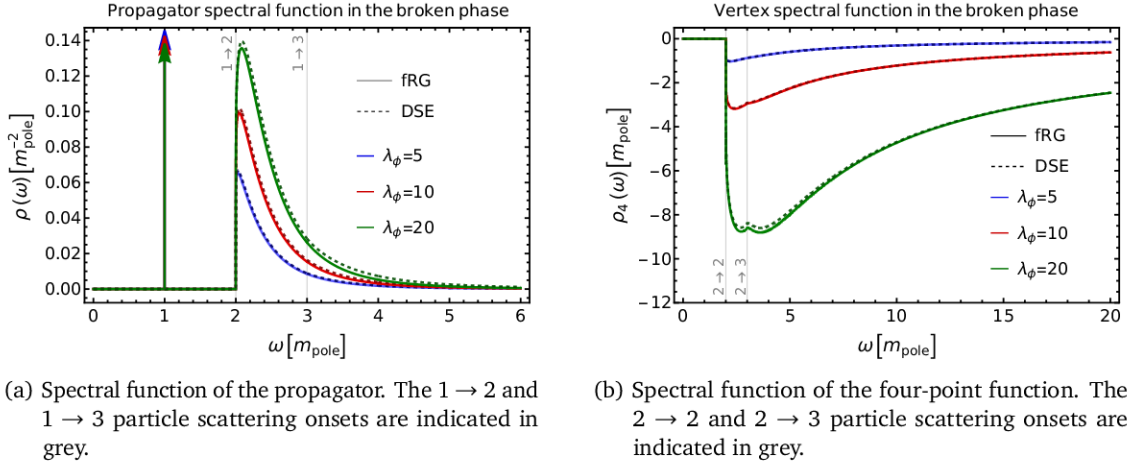 Propagator spectral function in the broken phase
0.14
0.12
0.10
0.08
0.06
0.04
0.02
0.00
ρ(ω)[m_pole^-2]
1 → 2
1 → 3
fRG
DSE
λ_ϕ=5
λ_ϕ=10
λ_ϕ=20
0 1 2 3 4 5 6
ω[m_pole]
Vertex spectral function in the broken phase
0
−2
−4
−6
−8
−10
−12
ρ_4(ω)[m_pole]
2 → 2
2 → 3
fRG
DSE
λ_ϕ=5
λ_ϕ=10
λ_ϕ=20
0 5 10 15 20
ω[m_pole]
(a) Spectral function of the propagator. The 1 → 2 and
1 → 3 particle scattering onsets are indicated in
grey.
(b) Spectral function of the four-point function. The
2 → 2 and 2 → 3 particle scattering onsets are
indicated in grey.